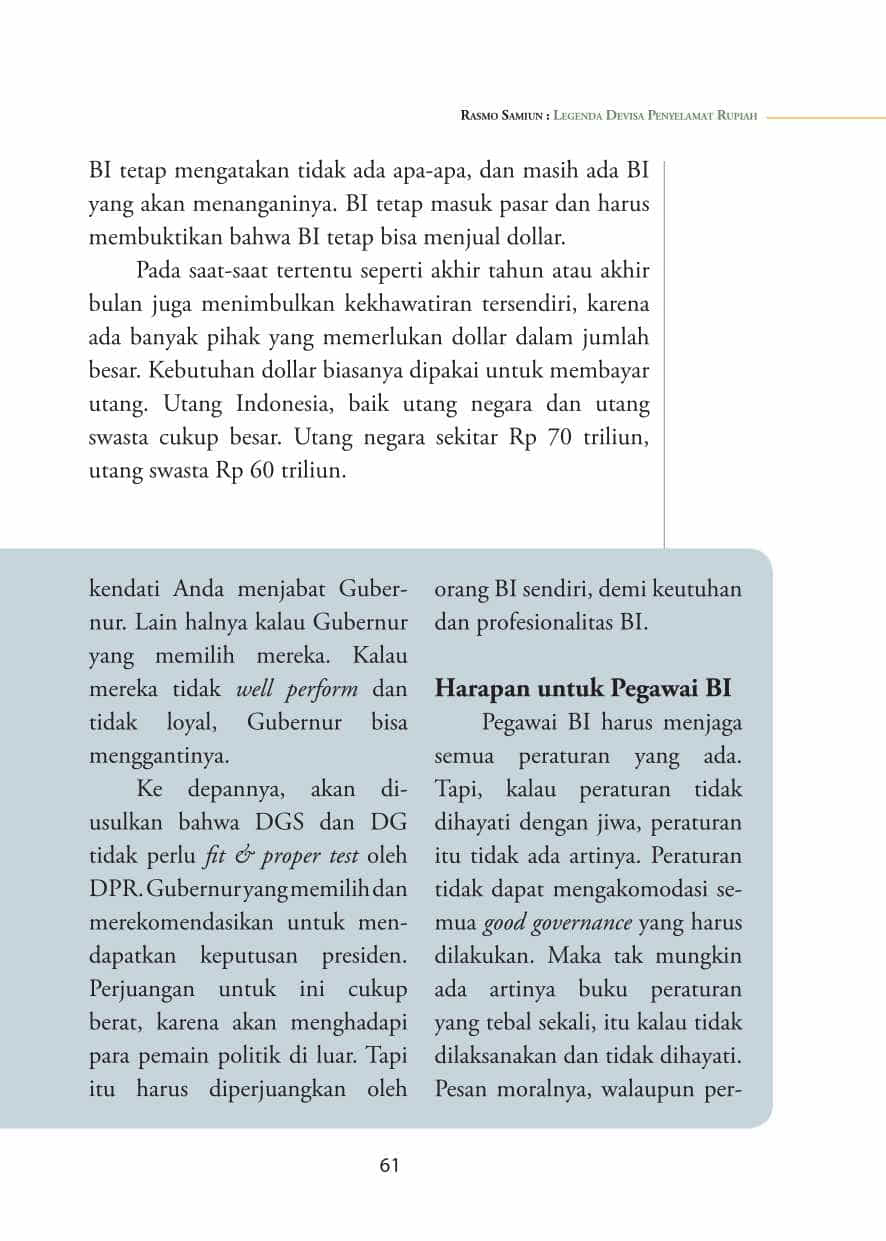 Rasmo Samiun : Legenda Devisa Penyelamat Rupiah
BI tetap mengatakan tidak ada apa-apa, dan masih ada BI
yang akan menanganinya. BI tetap masuk pasar dan harus
membuktikan bahwa BI tetap bisa menjual dollar.
Pada saat-saat tertentu seperti akhir tahun atau akhir
bulan juga menimbulkan kekhawatiran tersendiri, karena
ada banyak pihak yang memerlukan dollar dalam jumlah
besar. Kebutuhan dollar biasanya dipakai untuk membayar
utang. Utang Indonesia, baik utang negara dan utang
swasta cukup besar. Utang negara sekitar Rp 70 triliun,
utang swasta Rp 60 triliun.
kendati Anda menjabat Guber-
nur. Lain halnya kalau Gubernur
yang memilih mereka. Kalau
mereka tidak well perform dan
tidak loyal, Gubernur bisa
menggantinya.
Ke depannya, akan di-
usulkan bahwa DGS dan DG
tidak perlu fit & proper test oleh
DPR. Gubernur yang memilih dan
merekomendasikan untuk men-
dapatkan keputusan presiden.
Perjuangan untuk ini cukup
berat, karena akan menghadapi
para pemain politik di luar. Tapi
itu harus diperjuangkan oleh
orang BI sendiri, demi keutuhan
dan profesionalitas BI.
Harapan untuk Pegawai BI
Pegawai BI harus menjaga
semua peraturan yang ada.
Tapi, kalau peraturan tidak
dihayati dengan jiwa, peraturan
itu tidak ada artinya. Peraturan
tidak dapat mengakomodasi se-
mua good governance yang harus
dilakukan. Maka tak mungkin
ada artinya buku peraturan
yang tebal sekali, itu kalau tidak
dilaksanakan dan tidak dihayati.
Pesan moralnya, walaupun per-
61